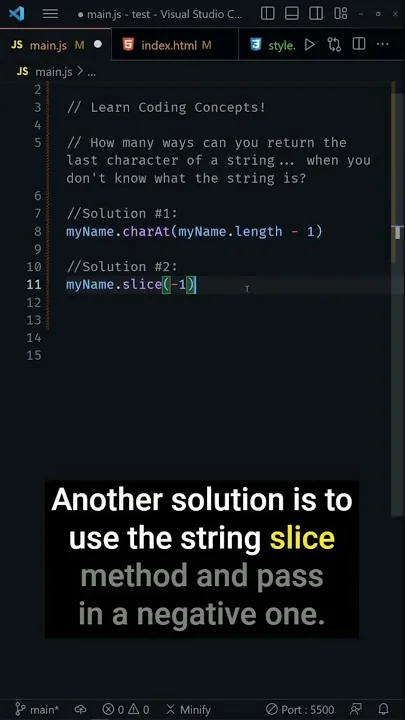 main.js - test - Visual Studio C...
JS main.js M
index.html M
style.
JS main.js > ...
2
3 // Learn Coding Concepts!
4
5 // How many ways can you return the
last character of a string... when you
don't know what the string is?
6
7 //Solution #1:
8 myName.charAt(myName.length - 1)
9
10 //Solution #2:
11 myName.slice(-1)
12
13
14
15
Another solution is to
use the string slice
method and pass
in a negative one.
main* 0 0 Minify Port : 5500